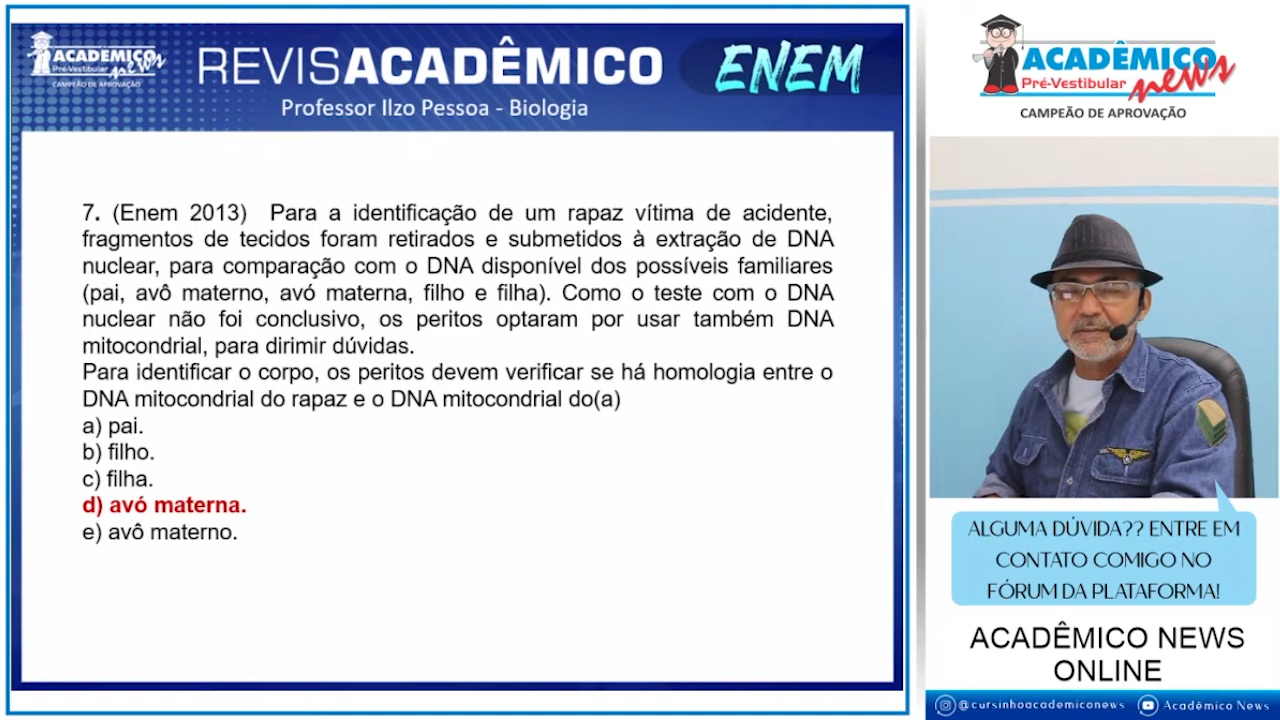 ACADÊMICO
Pré-Vestibular news
CAMPEÃO DE APROVAÇÃO
REVISACADÊMICO
ENEM
Professor Ilzo Pessoa - Biologia
7. (Enem 2013) Para a identificação de um rapaz vítima de acidente,
fragmentos de tecidos foram retirados e submetidos à extração de DNA
nuclear, para comparação com o DNA disponível dos possíveis familiares
(pai, avô materno, avó materna, filho e filha). Como o teste com o DNA
nuclear não foi conclusivo, os peritos optaram por usar também DNA
mitocondrial, para dirimir dúvidas.
Para identificar o corpo, os peritos devem verificar se há homologia entre o
DNA mitocondrial do rapaz e o DNA mitocondrial do(a)
a) pai.
b) filho.
c) filha.
d) avó materna.
e) avô materno.
ACADÊMICO
Pré-Vestibular news
CAMPEÃO DE APROVAÇÃO
ALGUMA DÚVIDA?? ENTRE EM
CONTATO COMIGO NO
FÓRUM DA PLATAFORMA!
ACADÊMICO NEWS
ONLINE
@cursinhoacademiconews Acadêmico News